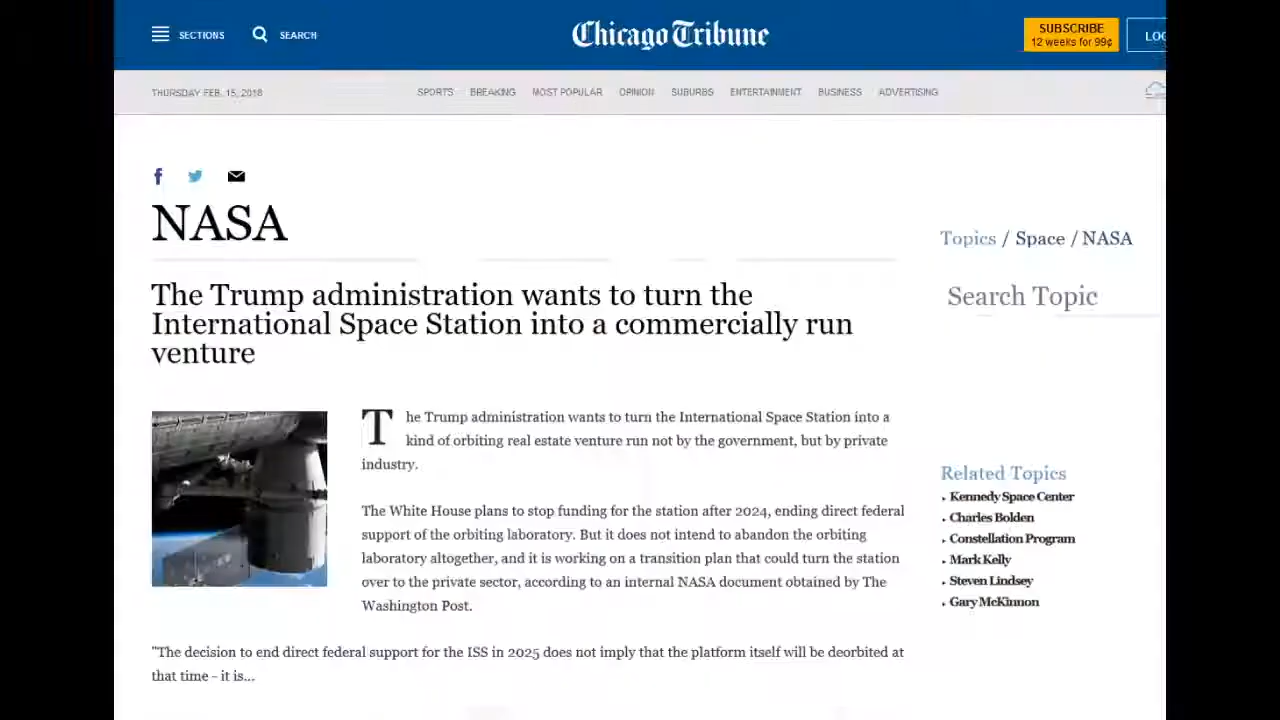 SECTIONS
SEARCH
Chicago Tribune
SUBSCRIBE
12 weeks for 99¢
LOG
THURSDAY FEB. 15, 2018
SPORTS BREAKING MOST POPULAR OPINION SUBURBS ENTERTAINMENT BUSINESS ADVERTISING
NASA
Topics / Space / NASA
The Trump administration wants to turn the
International Space Station into a commercially run
venture
Search Topic
The Trump administration wants to turn the International Space Station into a
kind of orbiting real estate venture run not by the government, but by private
industry.
The White House plans to stop funding for the station after 2024, ending direct federal
support of the orbiting laboratory. But it does not intend to abandon the orbiting
laboratory altogether, and it is working on a transition plan that could turn the station
over to the private sector, according to an internal NASA document obtained by The
Washington Post.
"The decision to end direct federal support for the ISS in 2025 does not imply that the platform itself will be deorbited at
that time - it is...
Related Topics
Kennedy Space Center
Charles Bolden
Constellation Program
Mark Kelly
Steven Lindsey
Gary McKinnon